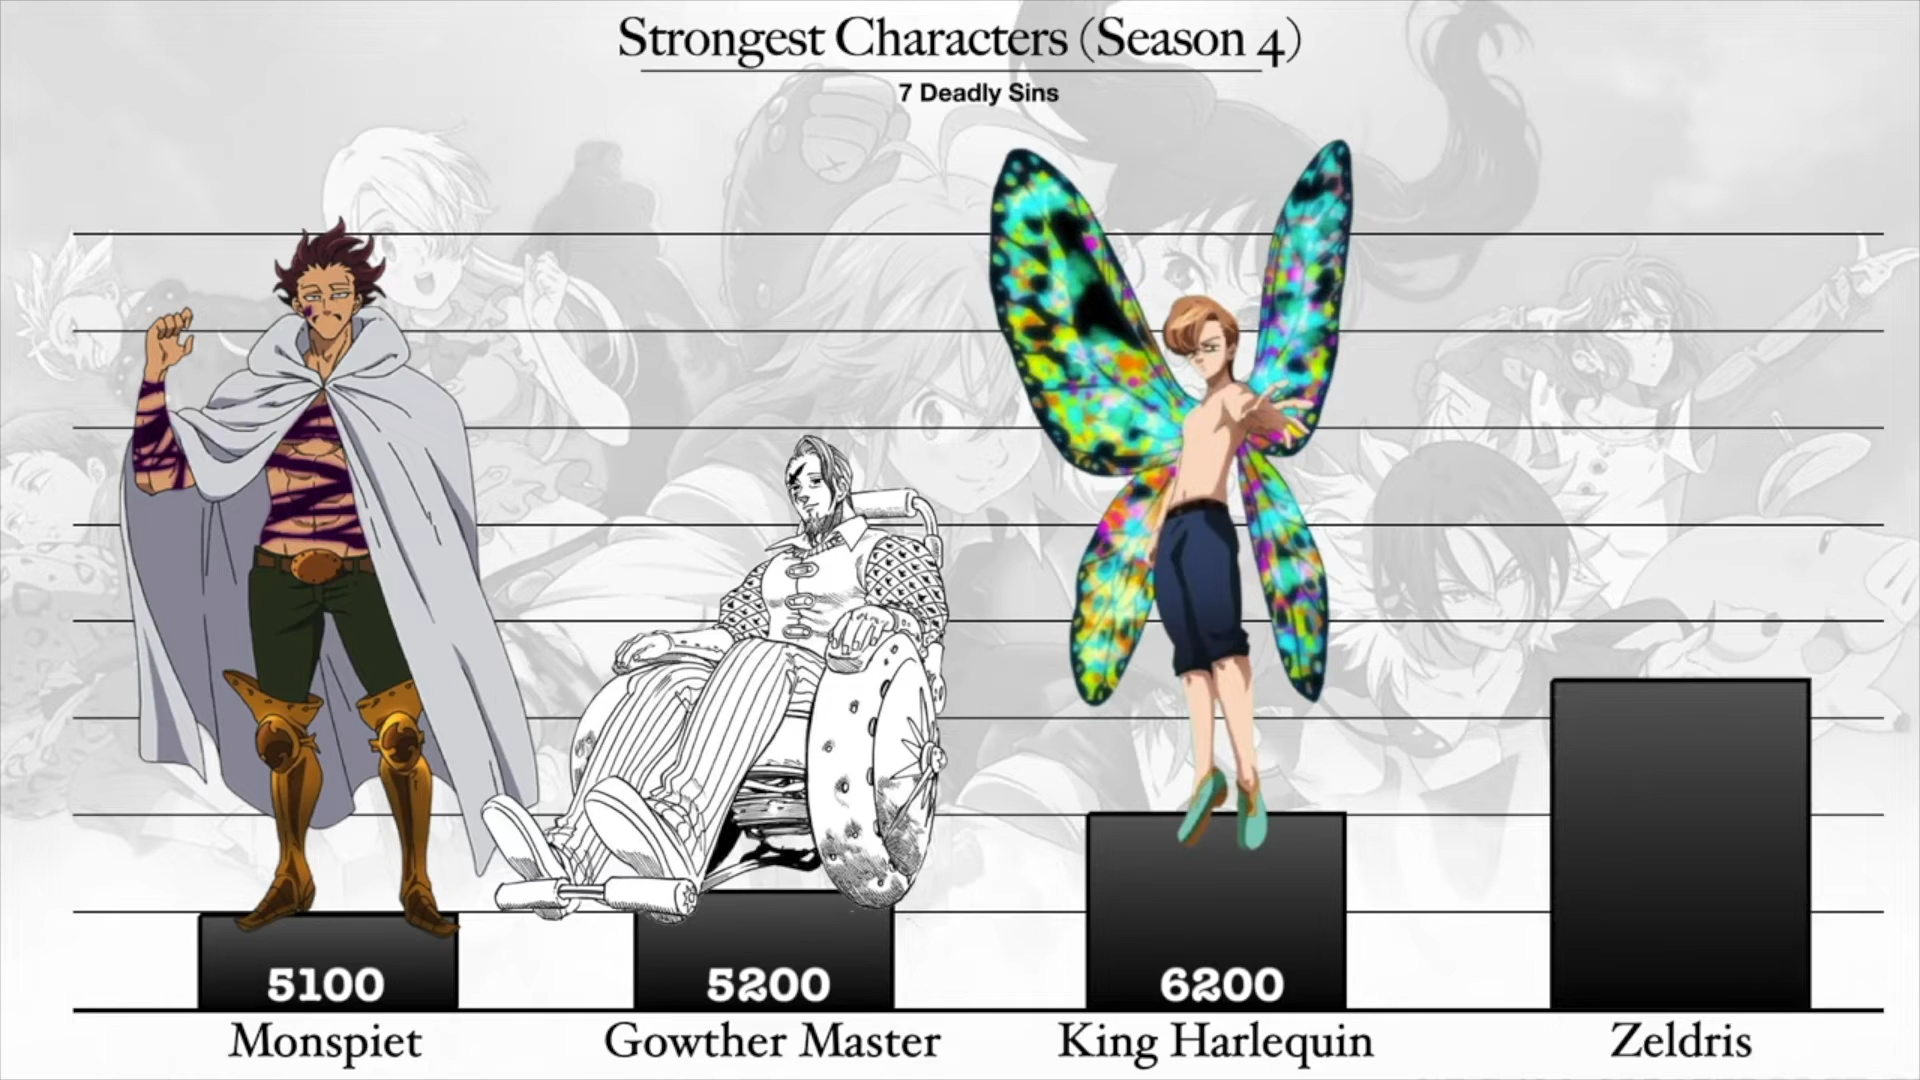 Strongest Characters (Season 4)
7 Deadly Sins
5100
5200
6200
Monspiet
Gowther Master
King Harlequin
Zeldris